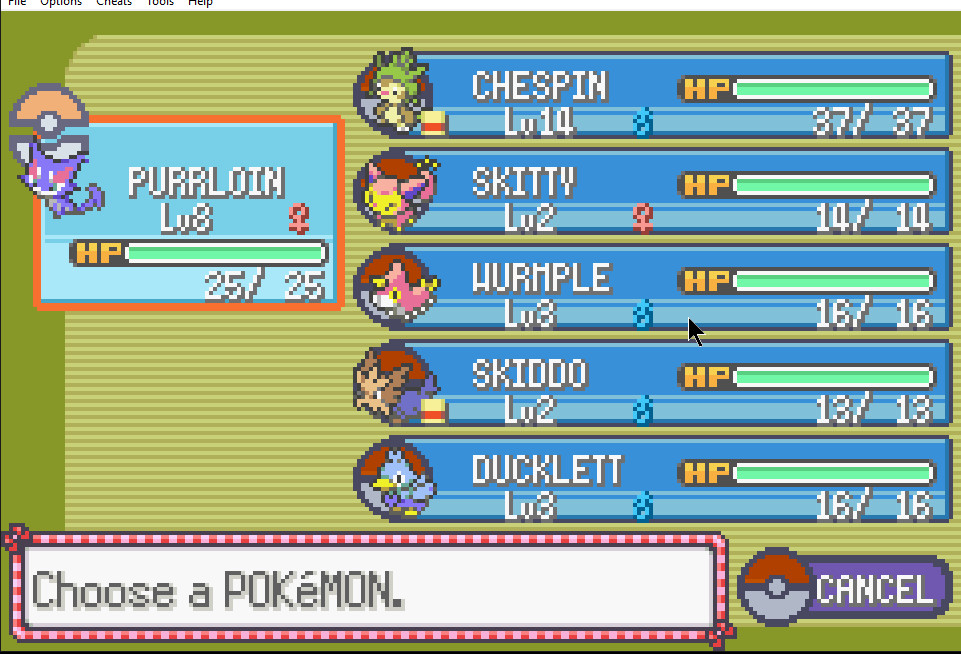 File Options Cheats Tools Help
PURRLOIN
Lv8 ♀
HP
25/ 25
CHESPIN HP
Lv14 ♂ 37/ 37
SKITTY HP
Lv2 ♀ 14/ 14
WURMPLE HP
Lv3 ♂ 16/ 16
SKIDDO HP
Lv2 ♂ 13/ 13
DUCKLETT HP
Lv3 ♂ 16/ 16
Choose a POKéMON.
CANCEL